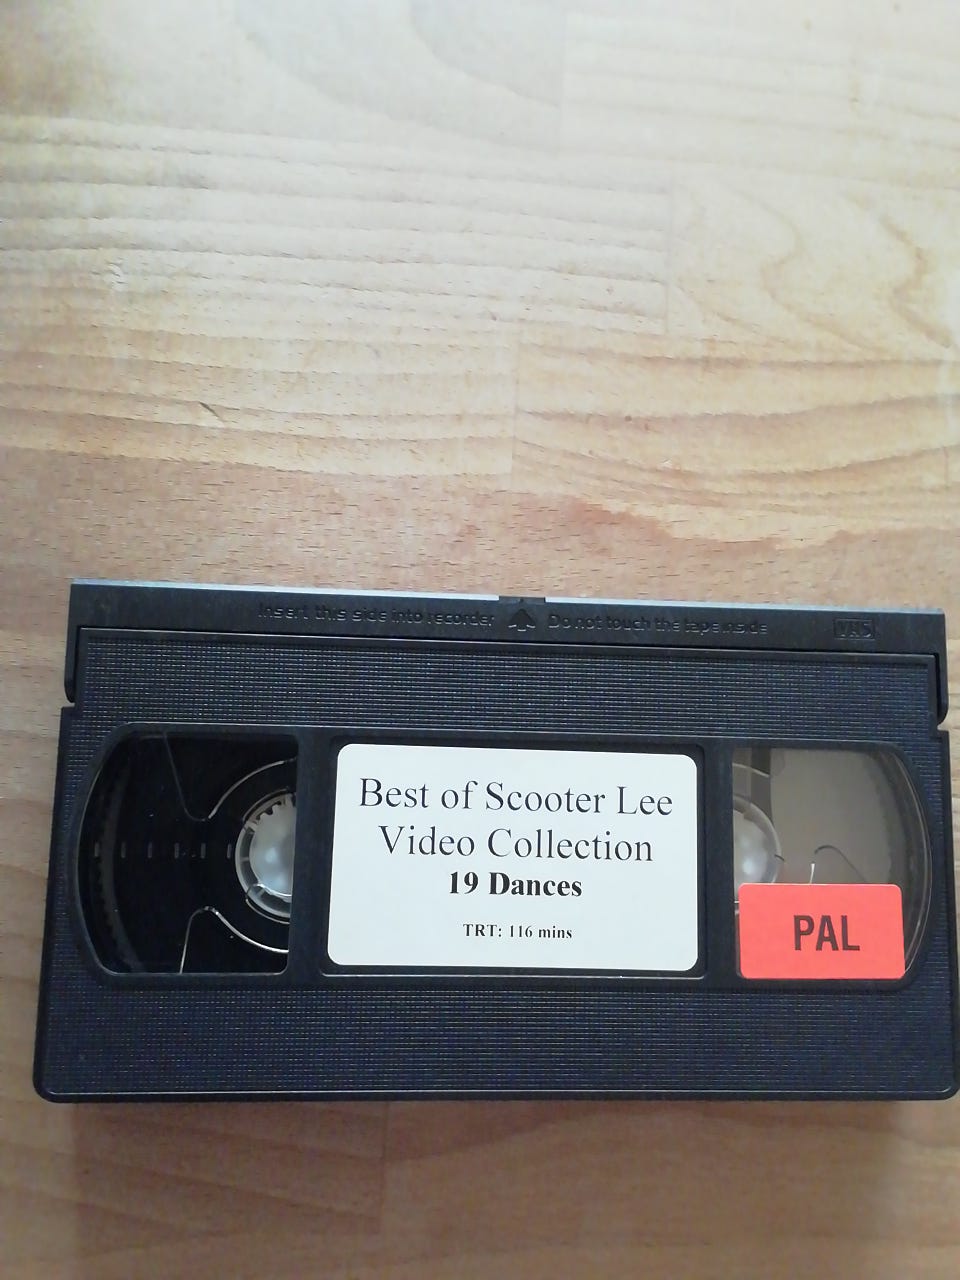 Insert this side into recorder Do not touch the tape inside VHS
Best of Scooter Lee
Video Collection
19 Dances
TRT: 116 mins
PAL